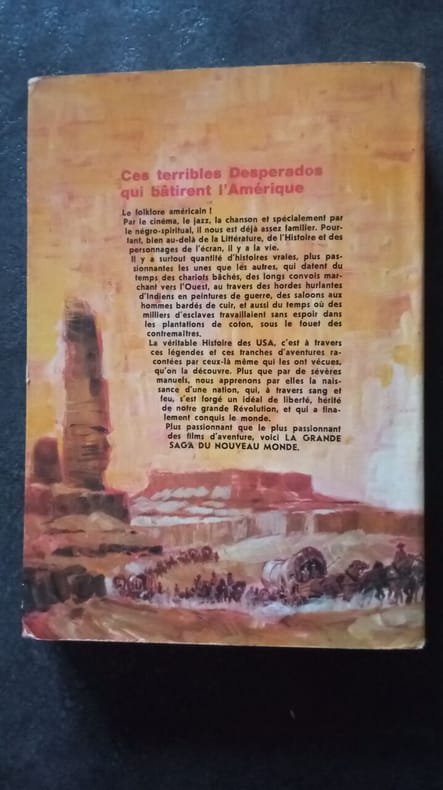 Ces terribles Desperados
qui bâtirent l'Amérique
Le folklore américain !
Par le cinéma, le jazz, la chanson et spécialement par
le négro-spiritual, il nous est déjà assez familier. Pour-
tant, bien au-delà de la Littérature, de l'Histoire et des
personnages de l'écran, il y a la vie.
Il y a surtout quantité d'histoires vraies, plus pas-
sionnantes les unes que les autres, qui datent du
temps des chariots bâchés, des longs convois mar-
chant vers l'Ouest, au travers des hordes hurlantes
d'Indiens en peintures de guerre, des saloons aux
hommes bardés de cuir, et aussi du temps où des
milliers d'esclaves travaillaient sans espoir dans
les plantations de coton, sous le fouet des
contremaîtres.
La véritable Histoire des USA, c'est à travers
ces légendes et ces tranches d'aventures ra-
contées par ceux-là même qui les ont vécues,
qu'on la découvre. Plus que par de sévères
manuels, nous apprenons par elles la nais-
sance d'une nation, qui, à travers sang et
feu, s'est forgé un idéal de liberté, hérité
de notre grande Révolution, et qui a fina-
lement conquis le monde.
Plus passionnant que le plus passionnant
des films d'aventure, voici LA GRANDE
SAGA DU NOUVEAU MONDE.